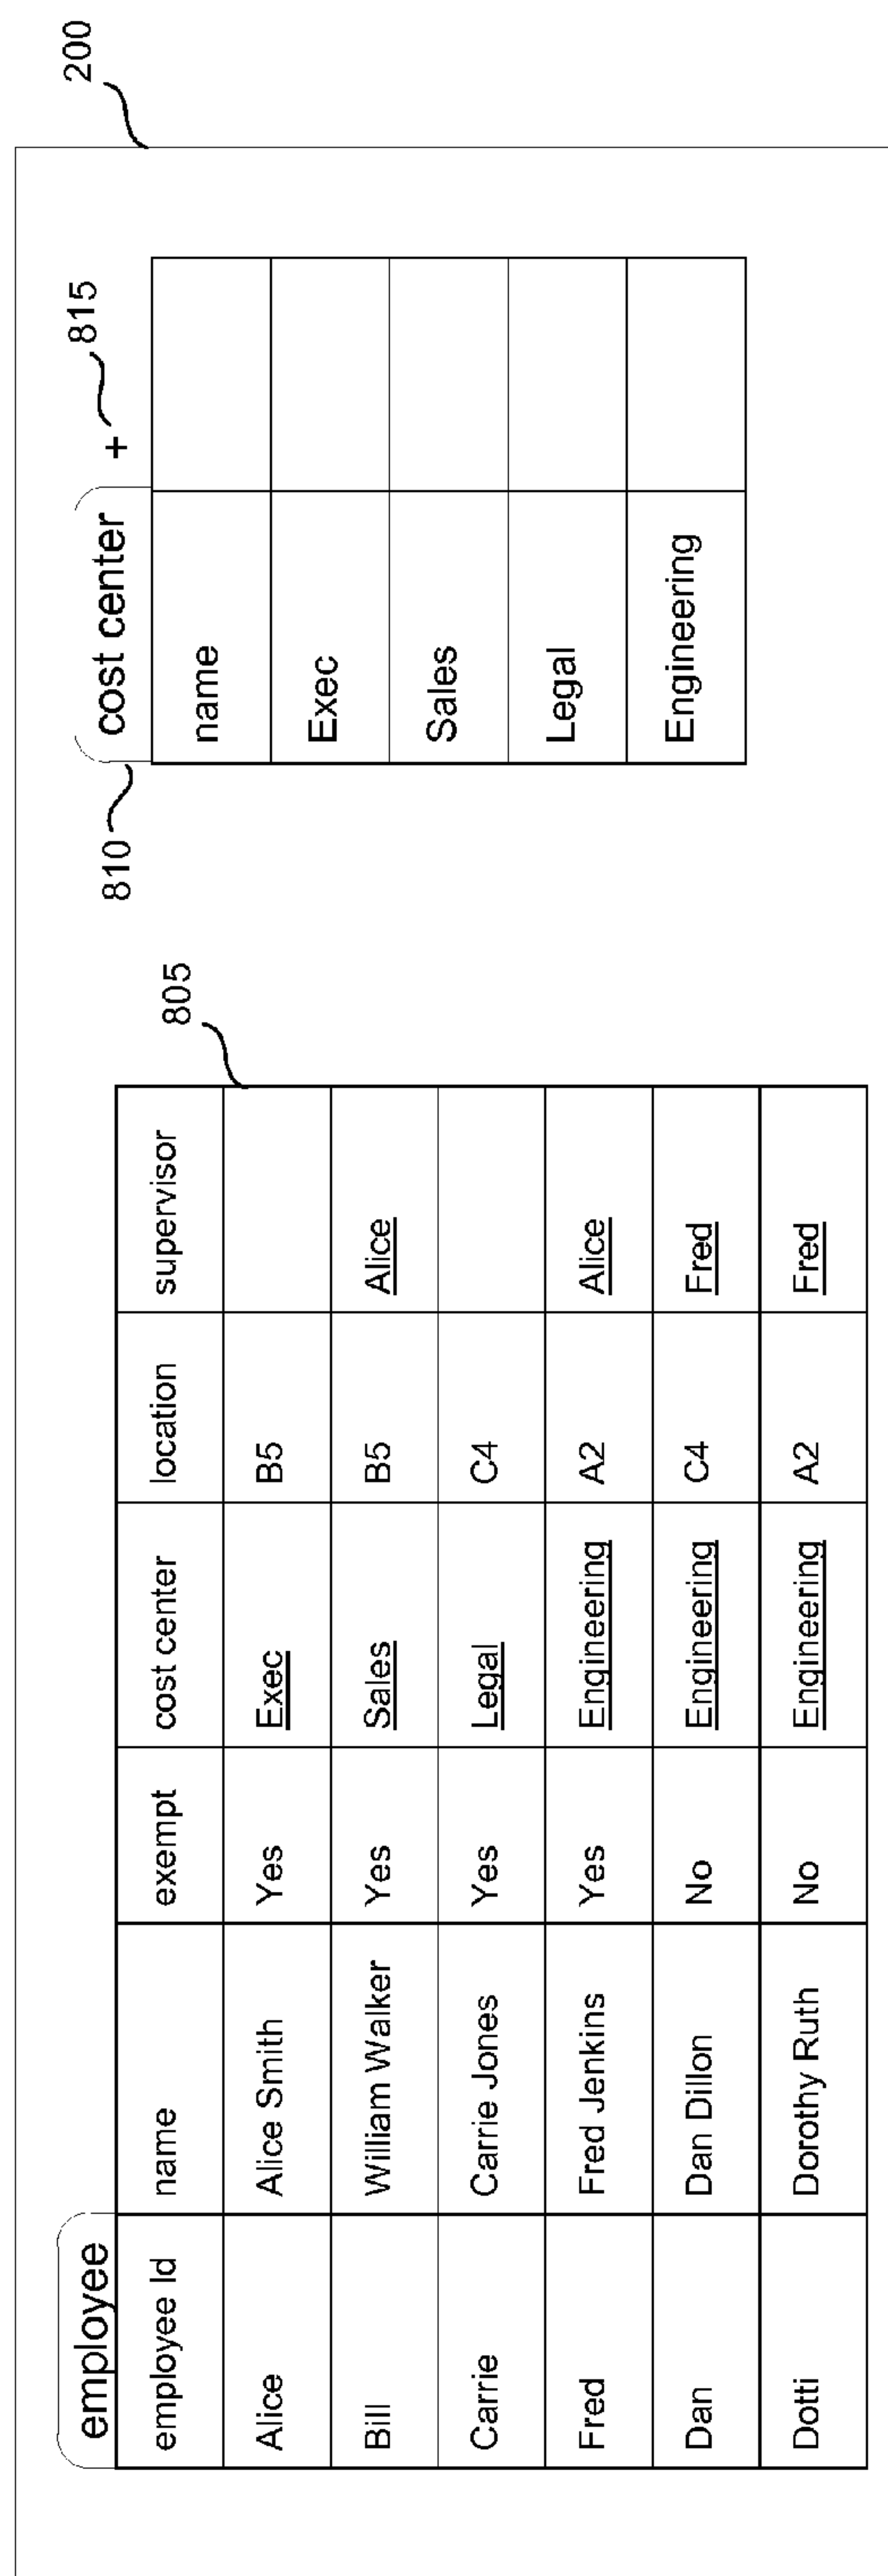 200
employee
employee Id name exempt cost center location supervisor
Alice Alice Smith Yes Exec B5
Bill William Walker Yes Sales B5 Alice
Carrie Carrie Jones Yes Legal C4
Fred Fred Jenkins Yes Engineering A2 Alice
Dan Dan Dillon No Engineering C4 Fred
Dotti Dorothy Ruth No Engineering A2 Fred
805
810
cost center + 815
name
Exec
Sales
Legal
Engineering